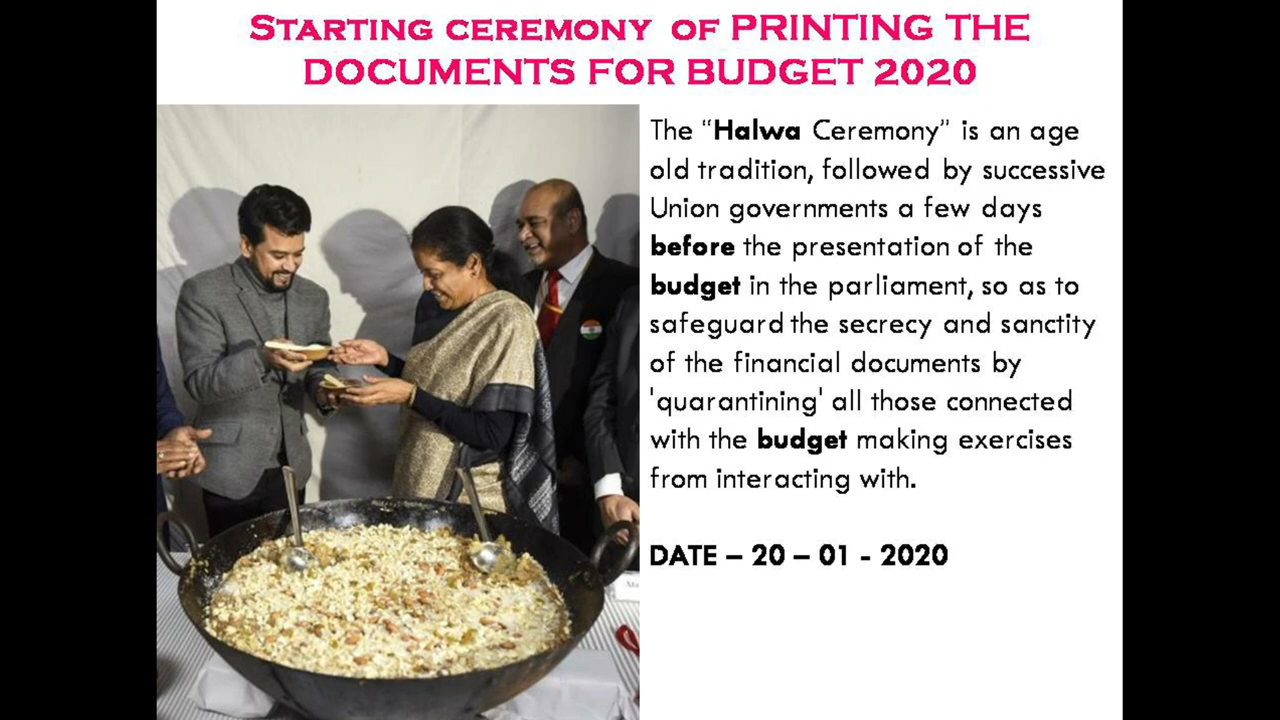 STARTING CEREMONY OF PRINTING THE
DOCUMENTS FOR BUDGET 2020
The “Halwa Ceremony” is an age
old tradition, followed by successive
Union governments a few days
before the presentation of the
budget in the parliament, so as to
safeguard the secrecy and sanctity
of the financial documents by
'quarantining' all those connected
with the budget making exercises
from interacting with.
DATE – 20 – 01 - 2020